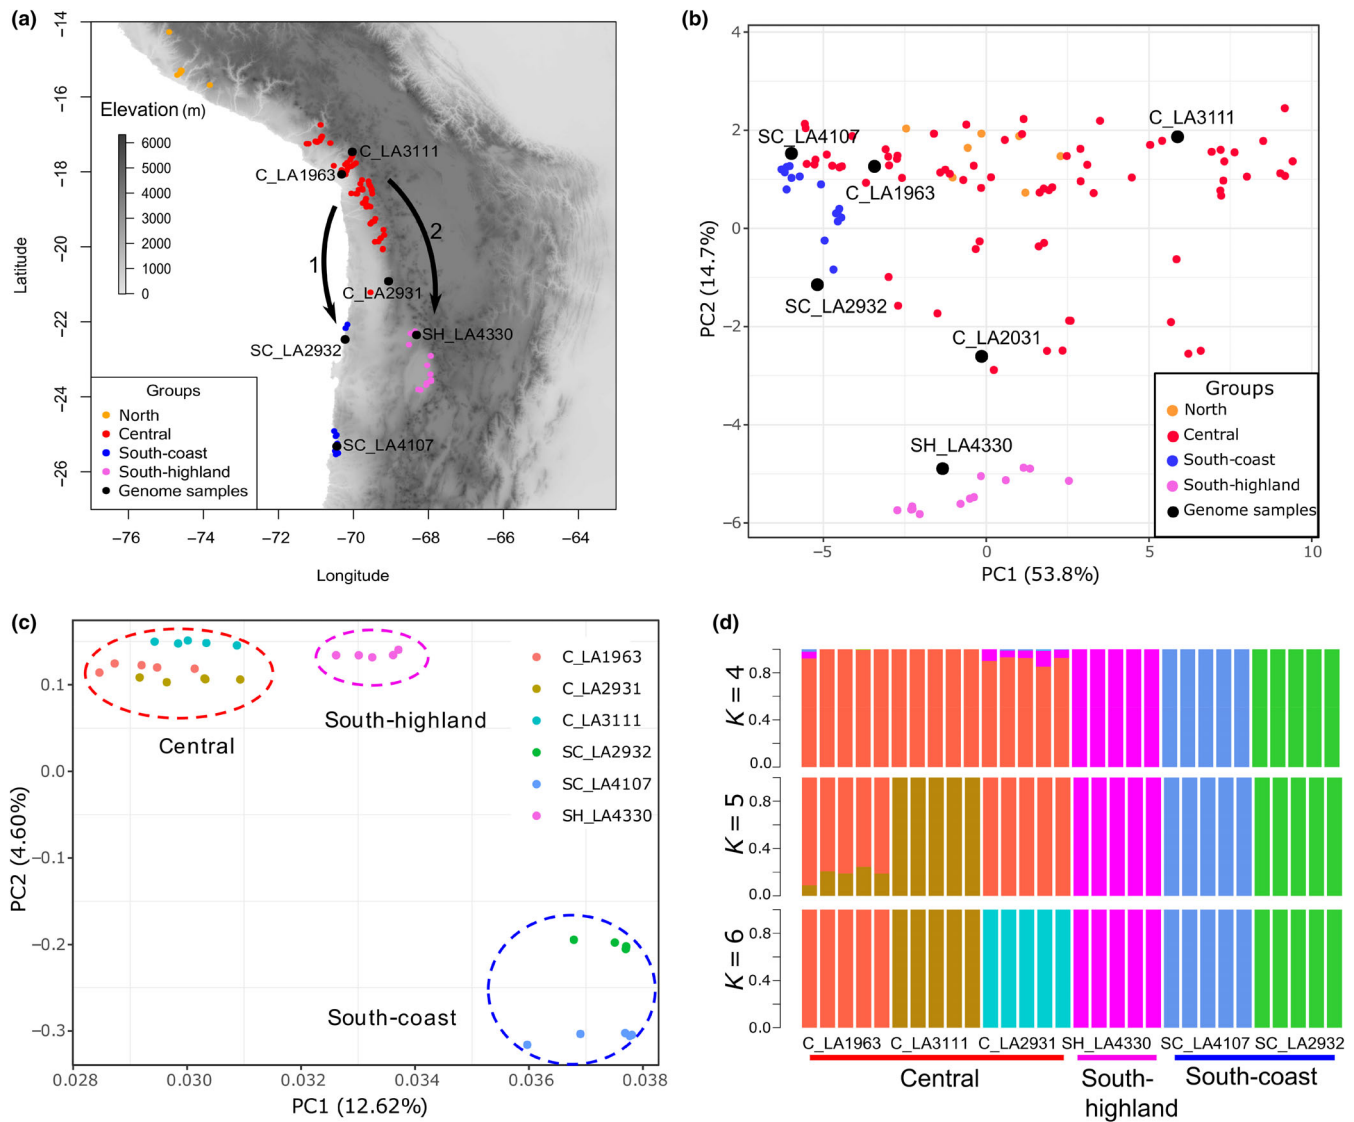 (a)
−14
−16
−18
−20
−22
−24
−26
Latitude
Elevation (m)
6000
5000
4000
3000
2000
1000
0
C_LA3111
C_LA1963
1
2
C_LA2931
SH_LA4330
SC_LA2932
SC_LA4107
Groups
North
Central
South-coast
South-highland
Genome samples
−76
−74
−72
−70
−68
−66
−64
Longitude
(b)
4
2
0
−2
−4
−6
PC2 (14.7%)
SC_LA4107
C_LA3111
C_LA1963
SC_LA2932
C_LA2031
SH_LA4330
Groups
North
Central
South-coast
South-highland
Genome samples
−5
0
5
10
PC1 (53.8%)
(c)
0.1
0.0
−0.1
−0.2
−0.3
PC2 (4.60%)
Central
South-highland
South-coast
C_LA1963
C_LA2931
C_LA3111
SC_LA2932
SC_LA4107
SH_LA4330
0.028
0.030
0.032
0.034
0.036
0.038
PC1 (12.62%)
(d)
K = 4
0.8
0.4
0.0
K = 5
0.8
0.4
0.0
K = 6
0.8
0.4
0.0
C_LA1963 C_LA3111 C_LA2931 SH_LA4330 SC_LA4107 SC_LA2932
Central
South-
highland
South-coast